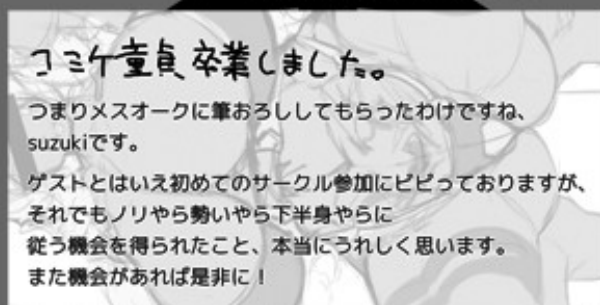 コミケ童貞卒業しました。
つまりメスオークに筆おろししてもらったわけですね、
suzukiです。
ゲストとはいえ初めてのサークル参加にビビっておりますが、
それでもノリやら勢いやら下半身やらに
従う機会を得られたこと、本当にうれしく思います。
また機会があれば是非に！